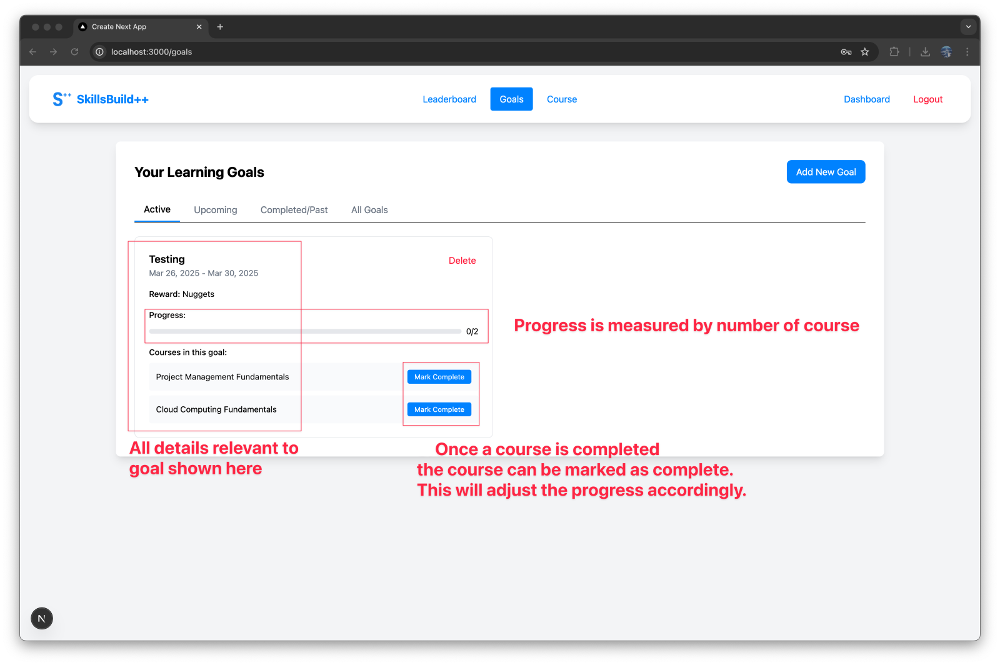 Create Next App
localhost:3000/goals
S++ SkillsBuild++
Leaderboard
Goals
Course
Dashboard
Logout
Your Learning Goals
Add New Goal
Active
Upcoming
Completed/Past
All Goals
Testing
Delete
Mar 26, 2025 - Mar 30, 2025
Reward: Nuggets
Progress:
0/2
Progress is measured by number of course
Courses in this goal:
Project Management Fundamentals
Mark Complete
Cloud Computing Fundamentals
Mark Complete
All details relevant to
goal shown here
Once a course is completed
the course can be marked as complete.
This will adjust the progress accordingly.
N